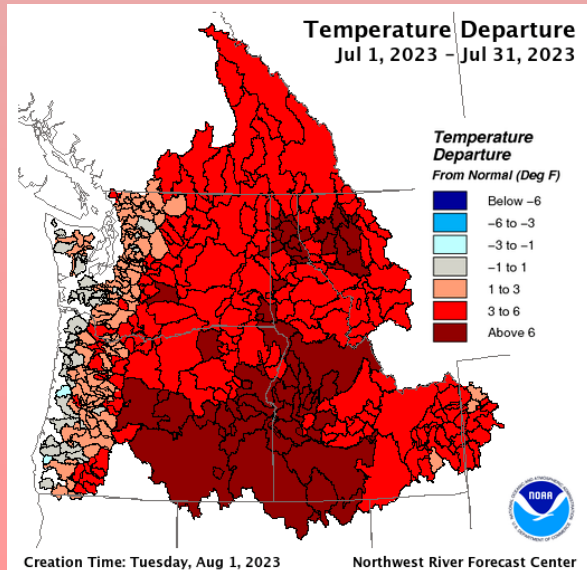 Temperature Departure
Jul 1, 2023 – Jul 31, 2023
Temperature
Departure
From Normal (Deg F)
Below –6
–6 to –3
–3 to –1
–1 to 1
1 to 3
3 to 6
Above 6
NOAA
Creation Time: Tuesday, Aug 1, 2023
Northwest River Forecast Center